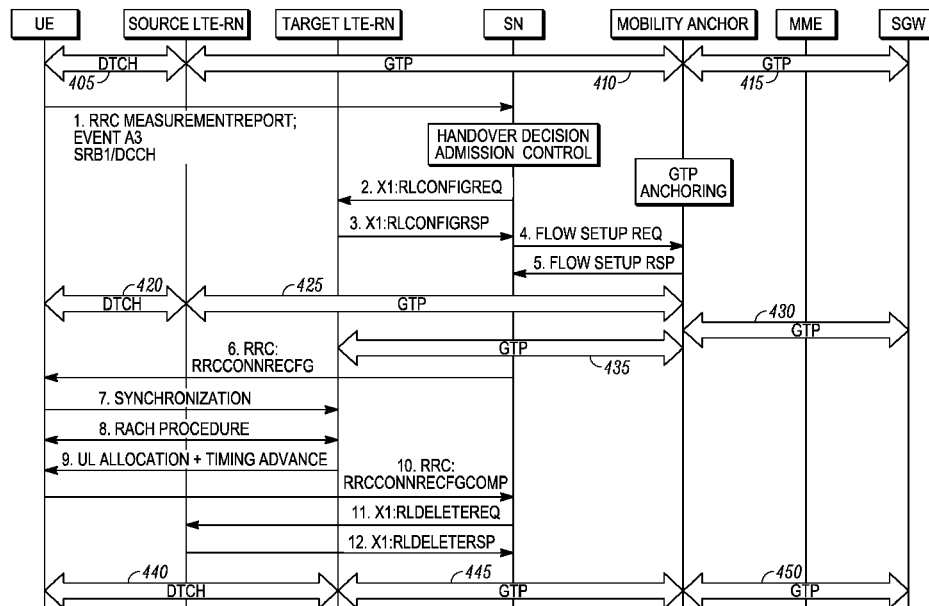 UE
SOURCE LTE-RN
TARGET LTE-RN
SN
MOBILITY ANCHOR
MME
SGW
DTCH
GTP
GTP
405
410
415
1. RRC MEASUREMENTREPORT;
EVENT A3
SRB1/DCCH
HANDOVER DECISION
ADMISSION CONTROL
GTP
ANCHORING
2. X1:RLCONFIGREQ
3. X1:RLCONFIGRSP
4. FLOW SETUP REQ
5. FLOW SETUP RSP
420
425
DTCH
GTP
430
GTP
GTP
435
6. RRC:
RRCCONNRECFG
7. SYNCHRONIZATION
8. RACH PROCEDURE
9. UL ALLOCATION + TIMING ADVANCE
10. RRC:
RRCCONNRECFGCOMP
11. X1:RLDELETEREQ
12. X1:RLDELETERSP
440
445
450
DTCH
GTP
GTP